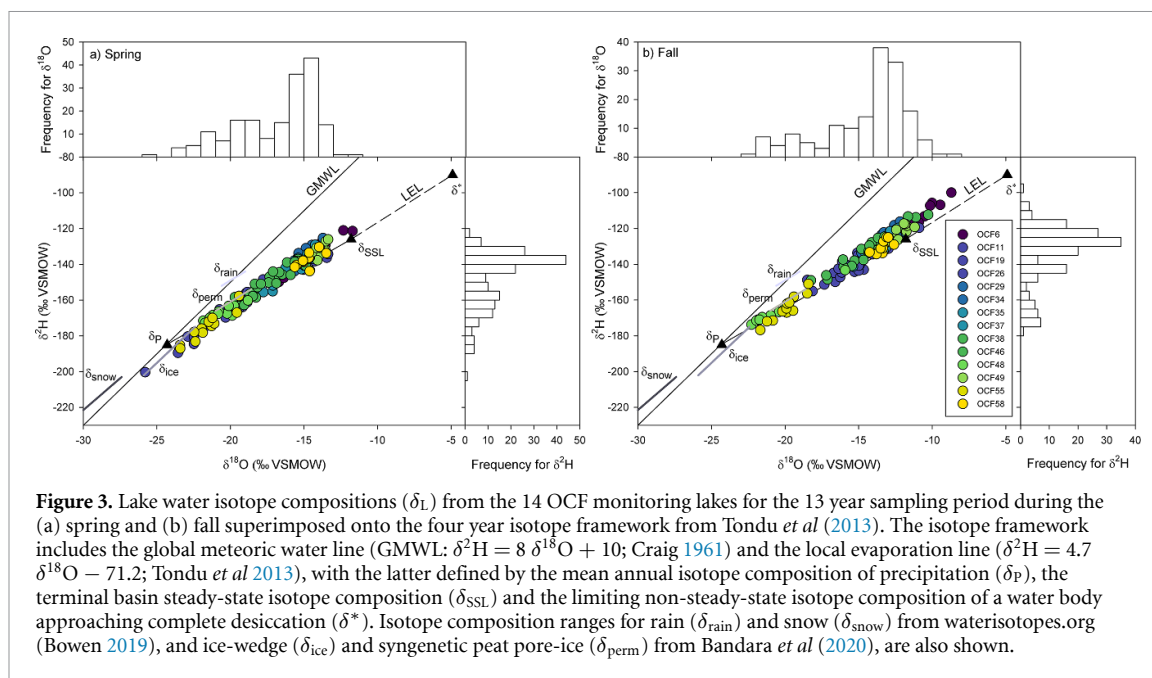 a) Spring
Frequency for δ¹⁸O
50
40
30
20
10
-80
-100
-120
-140
-160
-180
-200
-220
δ²H (‰ VSMOW)
GMWL
LEL
δ*
δSSL
δrain
δperm
δP
δice
δsnow
-30
-25
-20
-15
-10
-5
0
10
20
30
40
50
δ¹⁸O (‰ VSMOW)
Frequency for δ²H
b) Fall
Frequency for δ¹⁸O
40
30
20
10
-80
-100
-120
-140
-160
-180
-200
-220
δ²H (‰ VSMOW)
GMWL
LEL
δ*
δSSL
δrain
δperm
δP
δice
δsnow
OCF6
OCF11
OCF19
OCF26
OCF29
OCF34
OCF35
OCF37
OCF38
OCF46
OCF48
OCF49
OCF55
OCF58
-30
-25
-20
-15
-10
-5
0
10
20
30
40
δ¹⁸O (‰ VSMOW)
Frequency for δ²H
Figure 3. Lake water isotope compositions (δL) from the 14 OCF monitoring lakes for the 13 year sampling period during the
(a) spring and (b) fall superimposed onto the four year isotope framework from Tondu et al (2013). The isotope framework
includes the global meteoric water line (GMWL: δ²H = 8 δ¹⁸O + 10; Craig 1961) and the local evaporation line (δ²H = 4.7
δ¹⁸O − 71.2; Tondu et al 2013), with the latter defined by the mean annual isotope composition of precipitation (δP), the
terminal basin steady-state isotope composition (δSSL) and the limiting non-steady-state isotope composition of a water body
approaching complete desiccation (δ*). Isotope composition ranges for rain (δrain) and snow (δsnow) from waterisotopes.org
(Bowen 2019), and ice-wedge (δice) and syngenetic peat pore-ice (δperm) from Bandara et al (2020), are also shown.